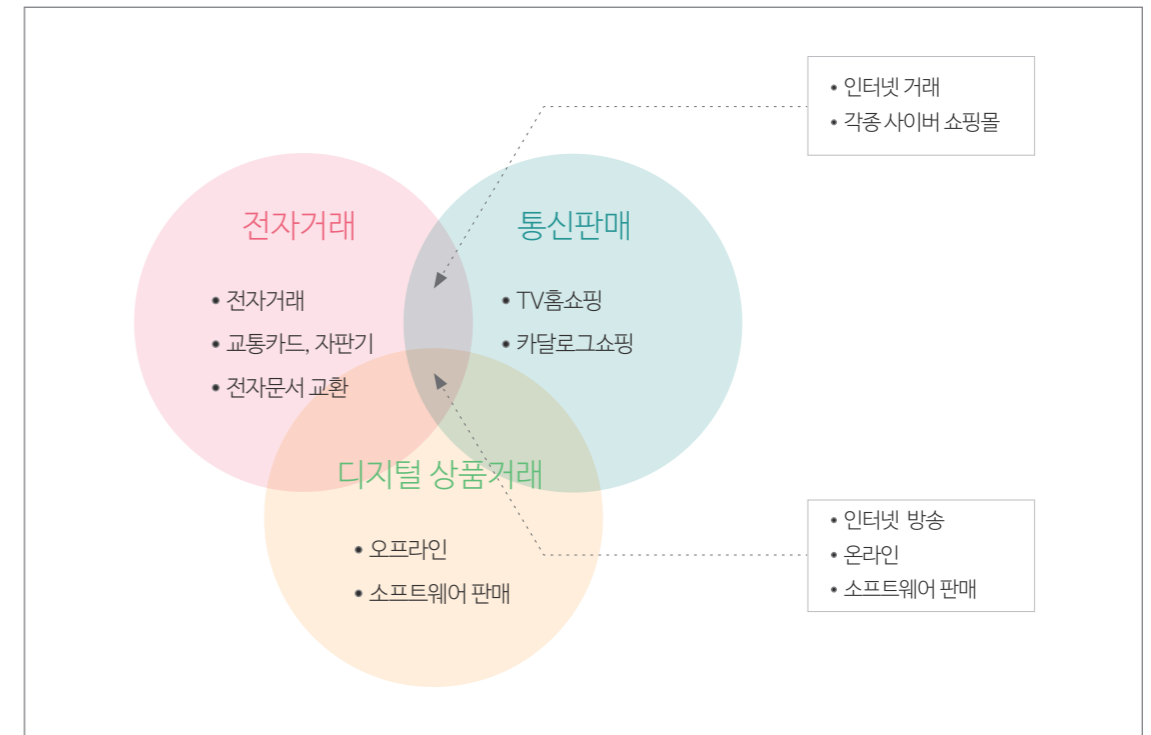 • 인터넷 거래
• 각종 사이버 쇼핑몰
전자거래
• 전자거래
• 교통카드, 자판기
• 전자문서 교환
통신판매
• TV홈쇼핑
• 카달로그쇼핑
디지털 상품거래
• 오프라인
• 소프트웨어 판매
• 인터넷 방송
• 온라인
• 소프트웨어 판매